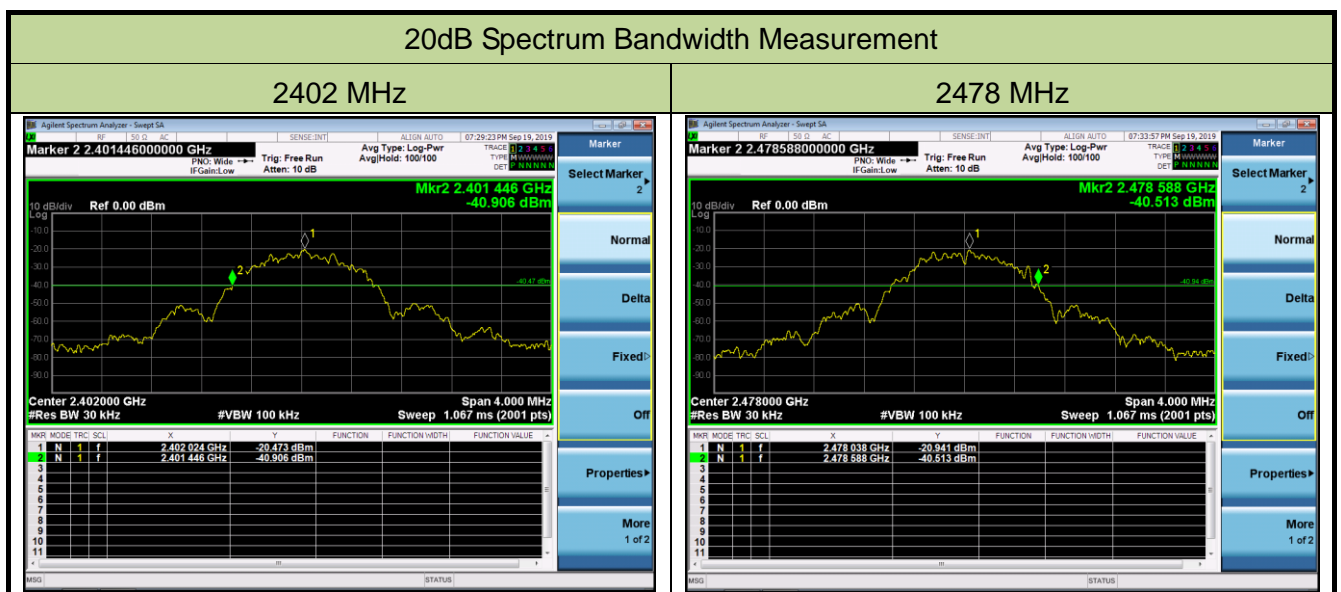 20dB Spectrum Bandwidth Measurement
2402 MHz
2478 MHz
Agilent Spectrum Analyzer - Swept SA
LXI RF 50 Ω AC SENSE:INT ALIGN AUTO 07:29:23 PM Sep 19, 2019
Marker 2 2.401446000000 GHz
PNO: Wide
IFGain:Low
Trig: Free Run
Atten: 10 dB
Avg Type: Log-Pwr
Avg|Hold: 100/100
TRACE 1 2 3 4 5 6
TYPE M WWWWW
DET P N N N N N
Mkr2 2.401 446 GHz
-40.906 dBm
10 dB/div Ref 0.00 dBm
Log
-10.0
-20.0
-30.0
-40.0
-50.0
-60.0
-70.0
-80.0
-90.0
1
2
-40.47 dBm
Center 2.402000 GHz Span 4.000 MHz
#Res BW 30 kHz #VBW 100 kHz Sweep 1.067 ms (2001 pts)
MKR MODE TRC SCL X Y FUNCTION FUNCTION WIDTH FUNCTION VALUE
1 N 1 f 2.402 024 GHz -20.473 dBm
2 N 1 f 2.401 446 GHz -40.906 dBm
3
4
5
6
7
8
9
10
11
MSG STATUS
Marker
Select Marker
2
Normal
Delta
Fixed
Off
Properties
More
1 of 2
Agilent Spectrum Analyzer - Swept SA
LXI RF 50 Ω AC SENSE:INT ALIGN AUTO 07:33:57 PM Sep 19, 2019
Marker 2 2.478588000000 GHz
PNO: Wide
IFGain:Low
Trig: Free Run
Atten: 10 dB
Avg Type: Log-Pwr
Avg|Hold: 100/100
TRACE 1 2 3 4 5 6
TYPE M WWWWW
DET P N N N N N
Mkr2 2.478 588 GHz
-40.513 dBm
10 dB/div Ref 0.00 dBm
Log
-10.0
-20.0
-30.0
-40.0
-50.0
-60.0
-70.0
-80.0
-90.0
1
2
-40.94 dBm
Center 2.478000 GHz Span 4.000 MHz
#Res BW 30 kHz #VBW 100 kHz Sweep 1.067 ms (2001 pts)
MKR MODE TRC SCL X Y FUNCTION FUNCTION WIDTH FUNCTION VALUE
1 N 1 f 2.478 038 GHz -20.941 dBm
2 N 1 f 2.478 588 GHz -40.513 dBm
3
4
5
6
7
8
9
10
11
MSG STATUS
Marker
Select Marker
2
Normal
Delta
Fixed
Off
Properties
More
1 of 2